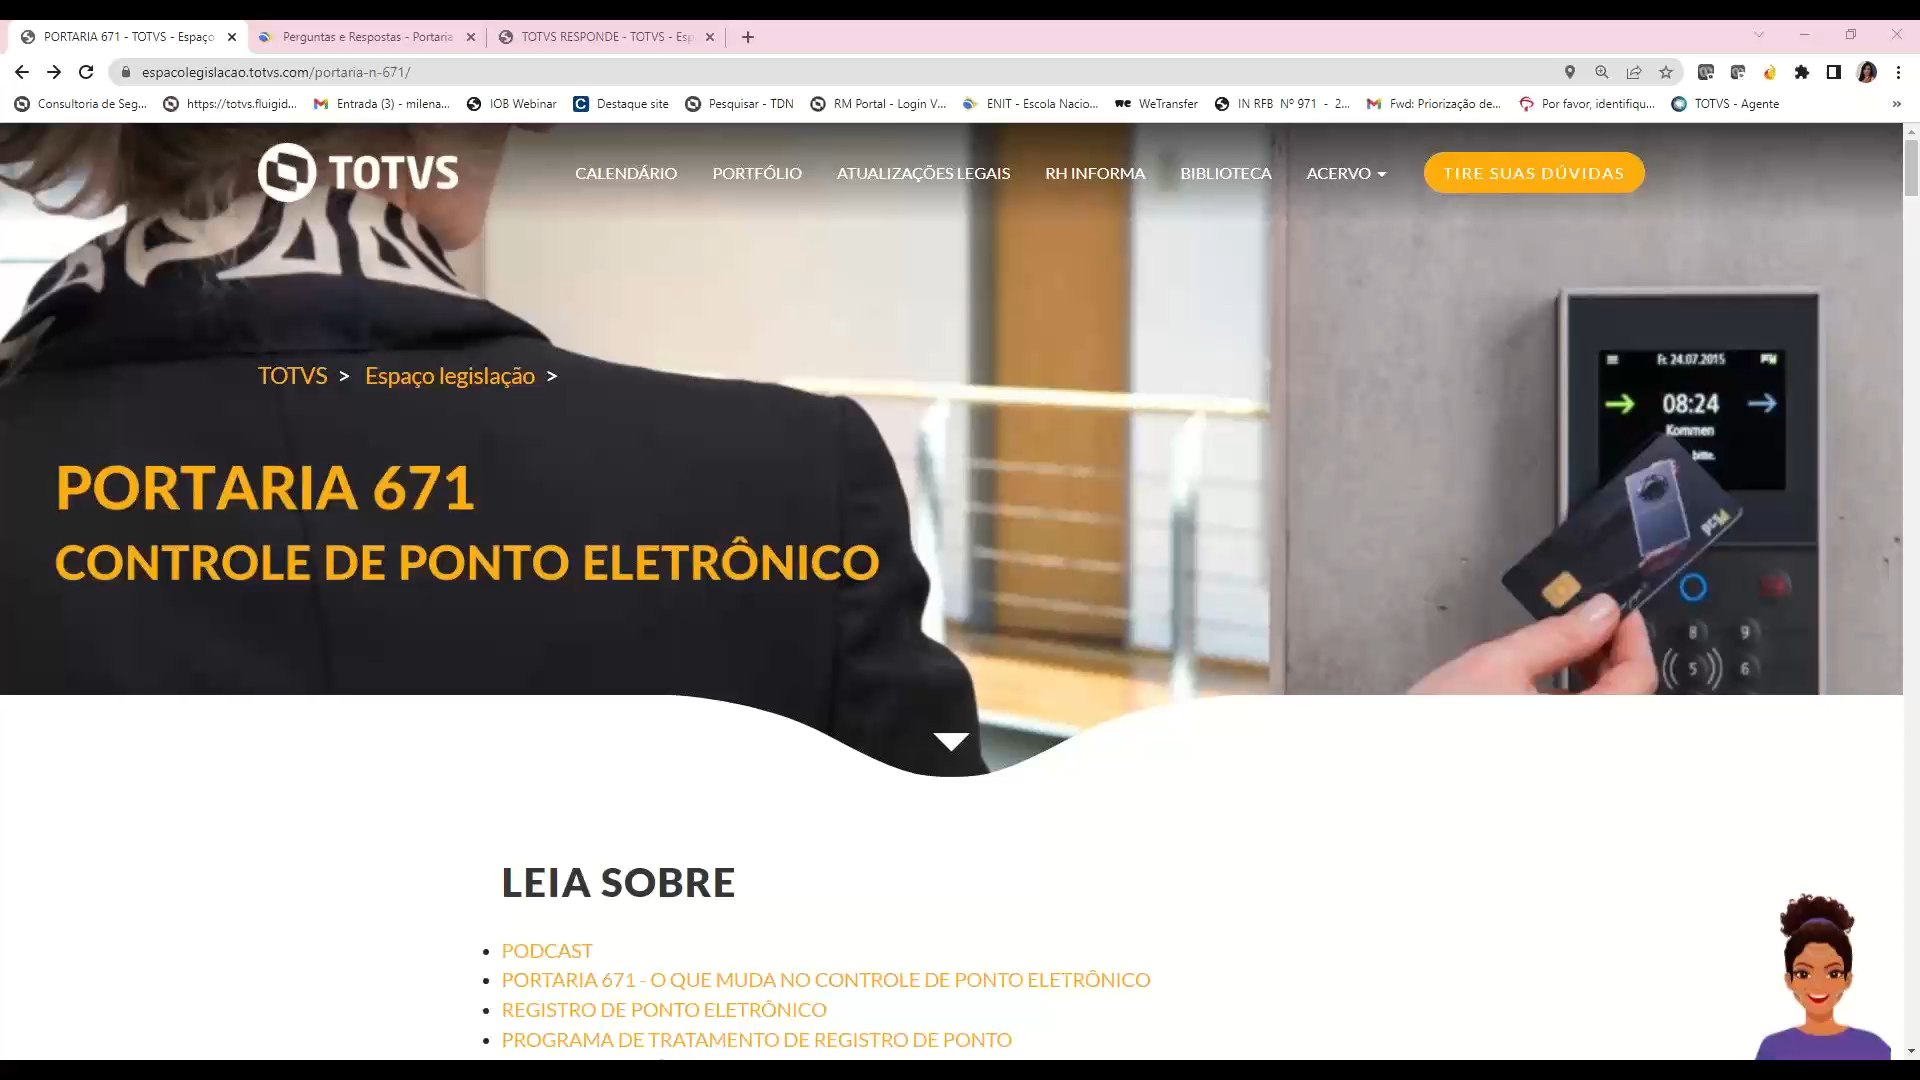 PORTARIA 671 - TOTVS - Espaço
Perguntas e Respostas - Portaria
TOTVS RESPONDE - TOTVS - Esp
espacolegislacao.totvs.com/portaria-n-671/
Consultoria de Seg...
https://totvs.fluigid...
Entrada (3) - milena...
IOB Webinar
Destaque site
Pesquisar - TDN
RM Portal - Login V...
ENIT - Escola Nacio...
WeTransfer
IN RFB Nº 971 - 2...
Fwd: Priorização de...
Por favor, identifiqu...
TOTVS - Agente
TOTVS
CALENDÁRIO
PORTFÓLIO
ATUALIZAÇÕES LEGAIS
RH INFORMA
BIBLIOTECA
ACERVO
TIRE SUAS DÚVIDAS
Fr. 24.07.2015
08:24
Kommen
bitte.
TOTVS > Espaço legislação >
PORTARIA 671
CONTROLE DE PONTO ELETRÔNICO
8 9
5 6
LEIA SOBRE
• PODCAST
• PORTARIA 671 - O QUE MUDA NO CONTROLE DE PONTO ELETRÔNICO
• REGISTRO DE PONTO ELETRÔNICO
• PROGRAMA DE TRATAMENTO DE REGISTRO DE PONTO